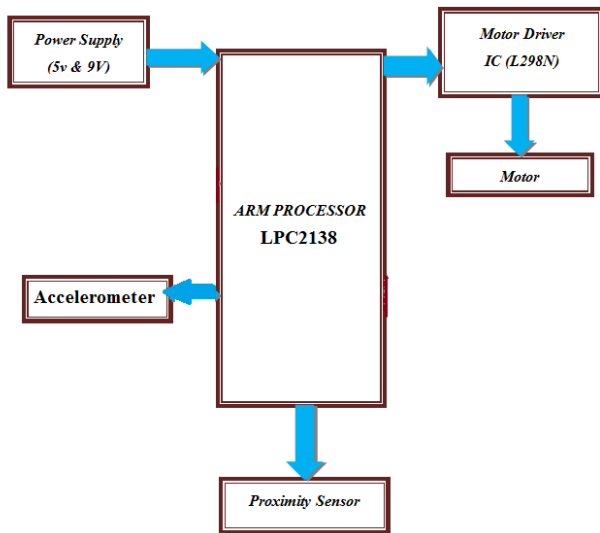 Power Supply
(5v & 9V)
Motor Driver
IC (L298N)
Motor
ARM PROCESSOR
LPC2138
Accelerometer
Proximity Sensor